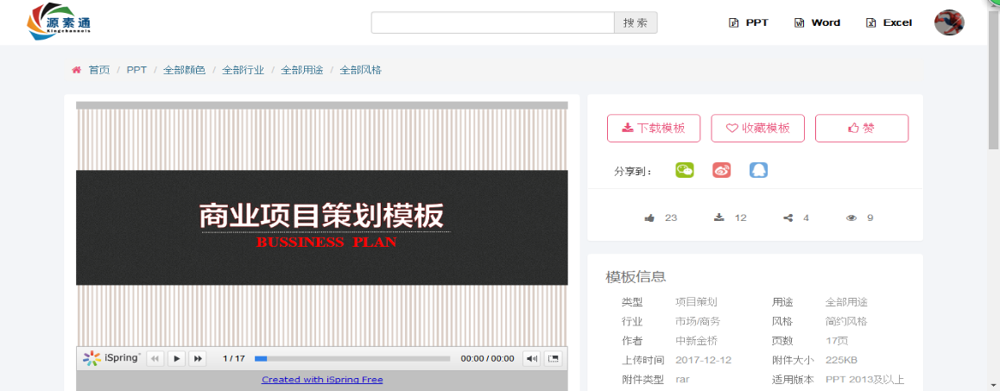 源素通
Kingchannels
搜 索
PPT
Word
Excel
首页 / PPT / 全部颜色 / 全部行业 / 全部用途 / 全部风格
商业项目策划模板
BUSSINESS PLAN
iSpring
1 / 17
00:00 / 00:00
Created with iSpring Free
下载模板
收藏模板
赞
分享到：
23
12
4
9
模板信息
类型 项目策划 用途 全部用途
行业 市场/商务 风格 简约风格
作者 中新金桥 页数 17页
上传时间 2017-12-12 附件大小 225KB
附件类型 rar 适用版本 PPT 2013及以上